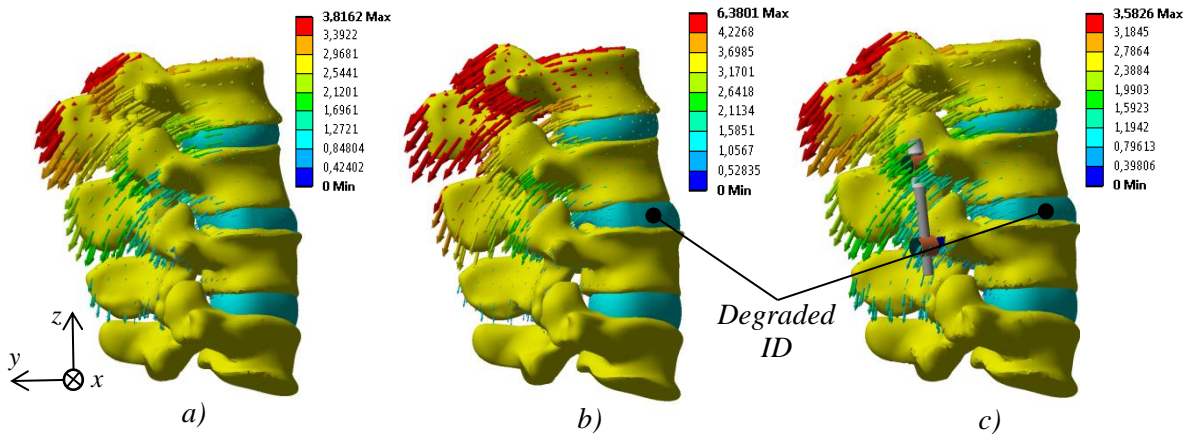 3,8162 Max
3,3922
2,9681
2,5441
2,1201
1,6961
1,2721
0,84804
0,42402
0 Min
6,3801 Max
4,2268
3,6985
3,1701
2,6418
2,1134
1,5851
1,0567
0,52835
0 Min
3,5826 Max
3,1845
2,7864
2,3884
1,9903
1,5923
1,1942
0,79613
0,39806
0 Min
Degraded
ID
z
y
x
a)
b)
c)